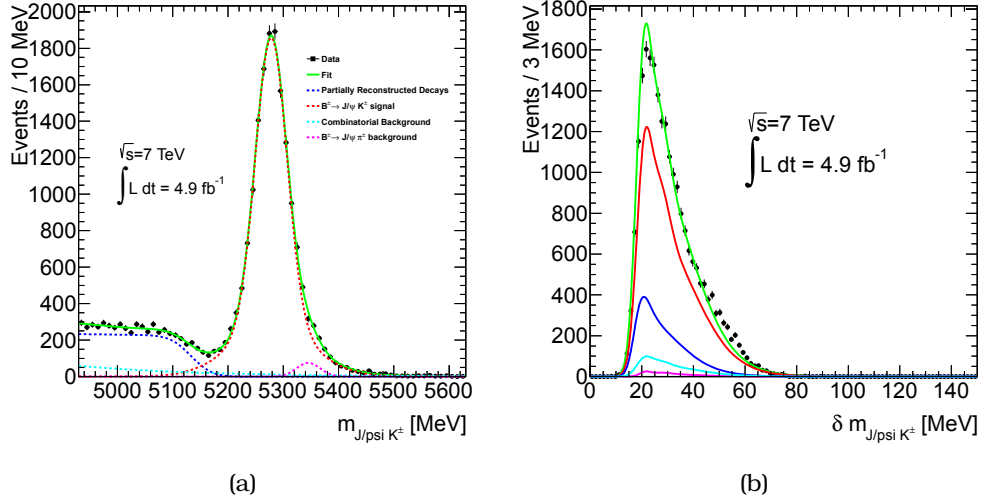 Events / 10 MeV
2000
1800
1600
1400
1200
1000
800
600
400
200
0
Data
Fit
Partially Reconstructed Decays
B± → J/ψ K± signal
Combinatorial Background
B± → J/ψ π± background
√s=7 TeV
∫ L dt = 4.9 fb-1
5000 5100 5200 5300 5400 5500 5600
m J/psi K± [MeV]
(a)
Events / 3 MeV
1800
1600
1400
1200
1000
800
600
400
200
0
√s=7 TeV
∫ L dt = 4.9 fb-1
0 20 40 60 80 100 120 140
δ m J/psi K± [MeV]
(b)